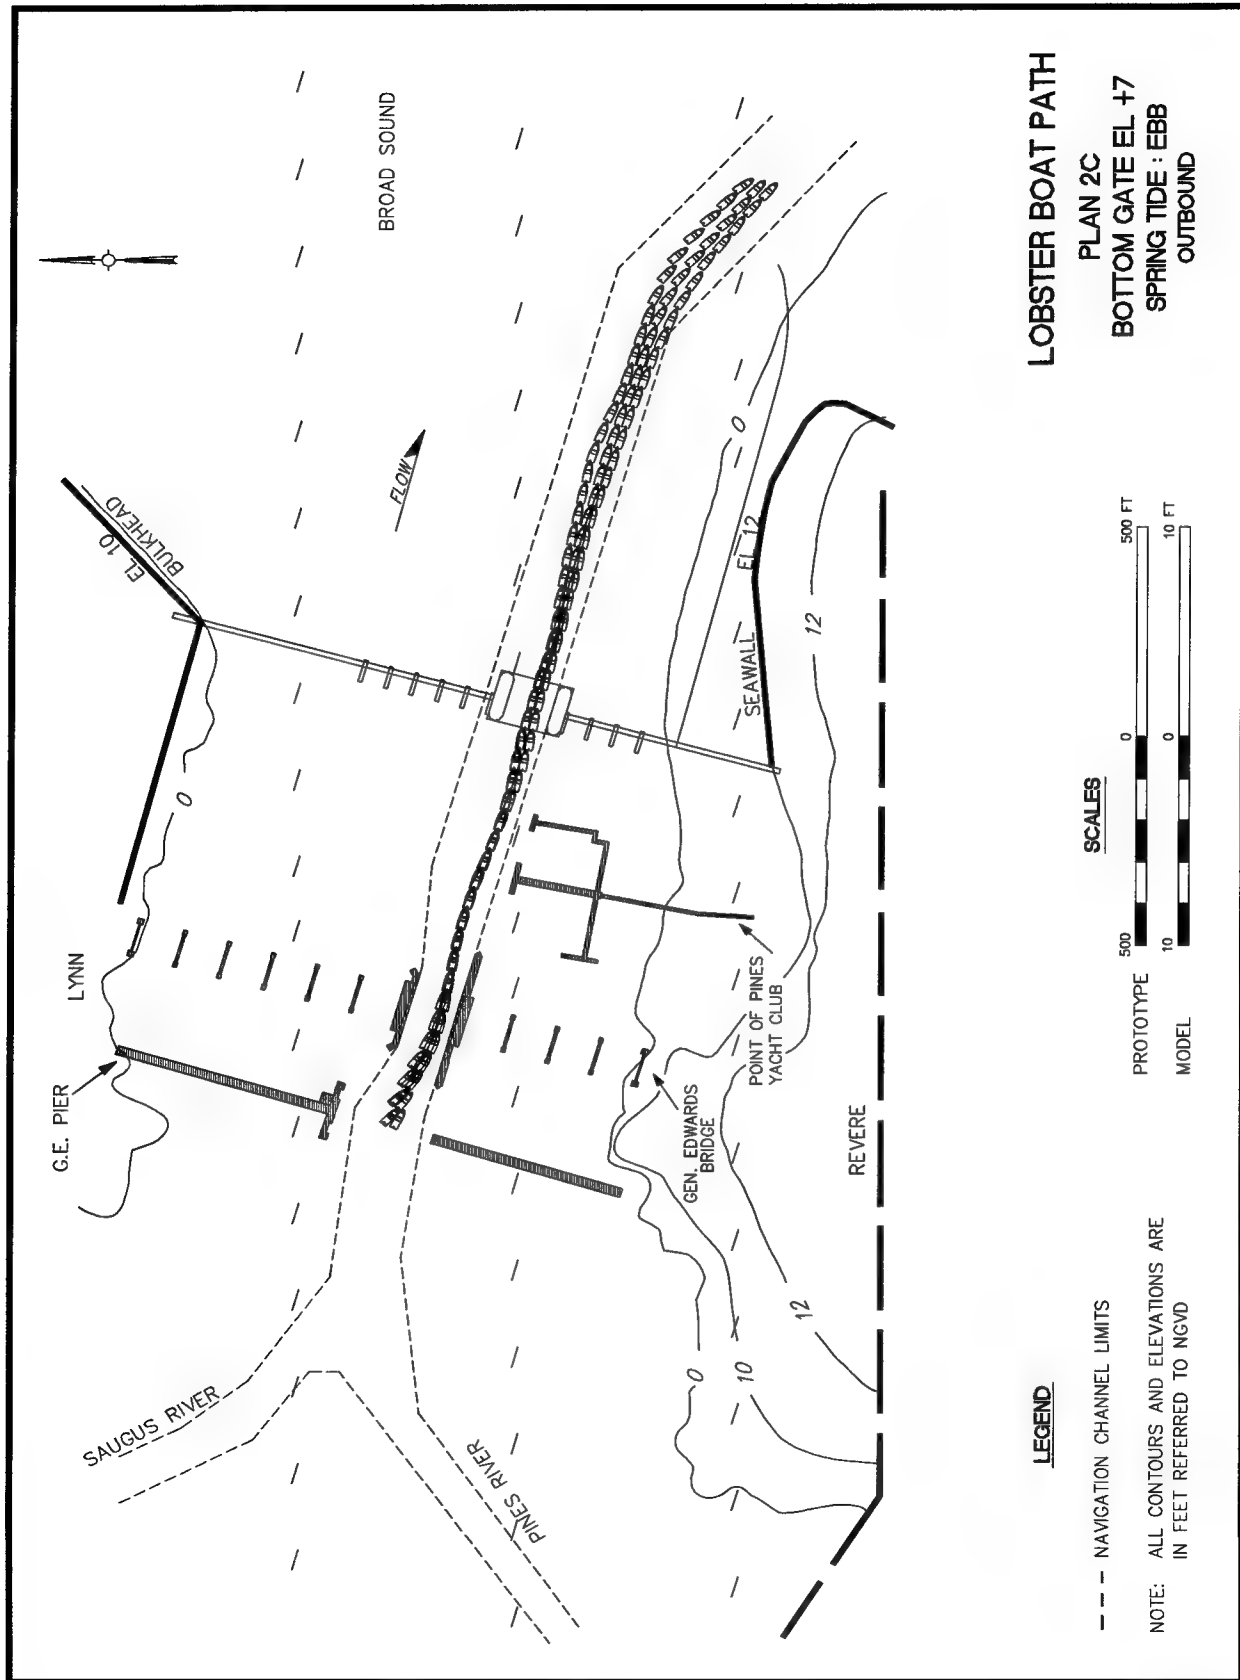 LYNN
G.E. PIER
SAUGUS RIVER
PINES RIVER
0
EL 10
BULKHEAD
BROAD SOUND
FLOW
GEN. EDWARDS
BRIDGE
POINT OF PINES
YACHT CLUB
SEAWALL EL 12
0
12
0
10
12
REVERE
LEGEND
--- NAVIGATION CHANNEL LIMITS
NOTE: ALL CONTOURS AND ELEVATIONS ARE
IN FEET REFERRED TO NGVD
SCALES
PROTOTYPE 500 0 500 FT
MODEL 10 0 10 FT
LOBSTER BOAT PATH
PLAN 2C
BOTTOM GATE EL +7
SPRING TIDE : EBB
OUTBOUND